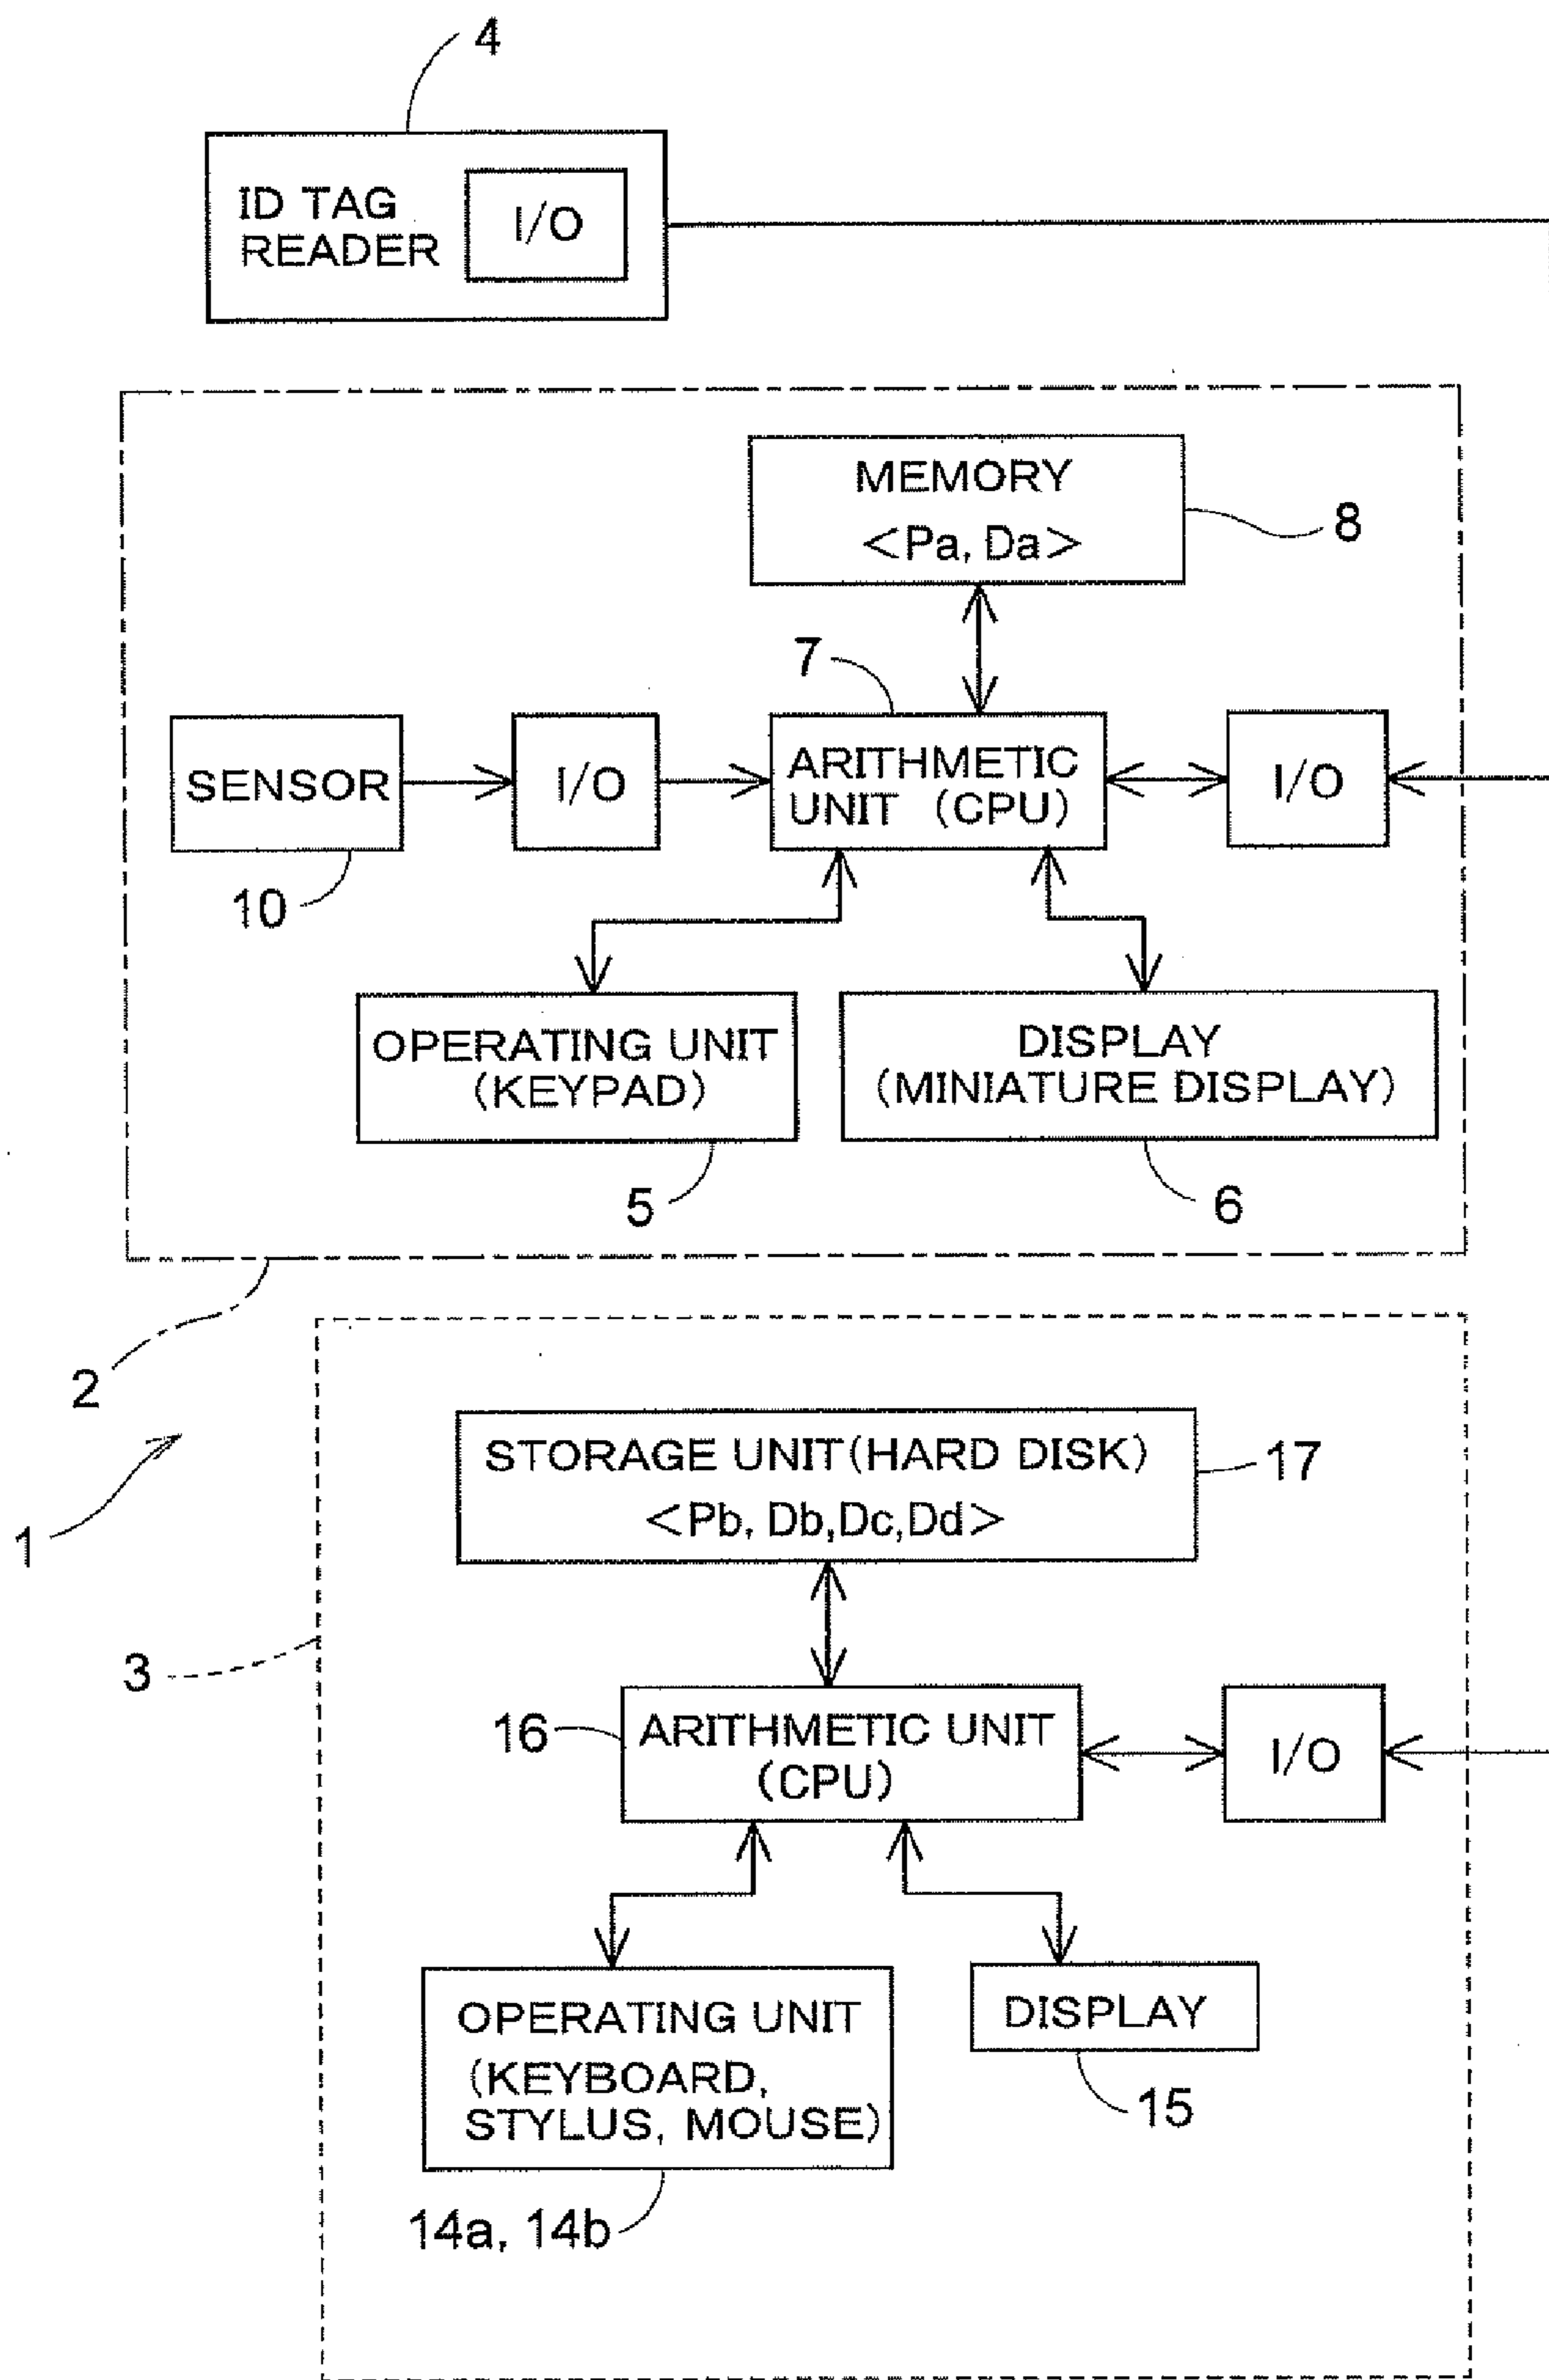 4
ID TAG
READER
I/O
MEMORY
<Pa, Da>
8
7
SENSOR
I/O
ARITHMETIC
UNIT (CPU)
I/O
10
OPERATING UNIT
(KEYPAD)
DISPLAY
(MINIATURE DISPLAY)
5
6
2
1
STORAGE UNIT(HARD DISK)
<Pb, Db,Dc,Dd>
17
3
16
ARITHMETIC UNIT
(CPU)
I/O
OPERATING UNIT
(KEYBOARD,
STYLUS, MOUSE)
DISPLAY
15
14a, 14b